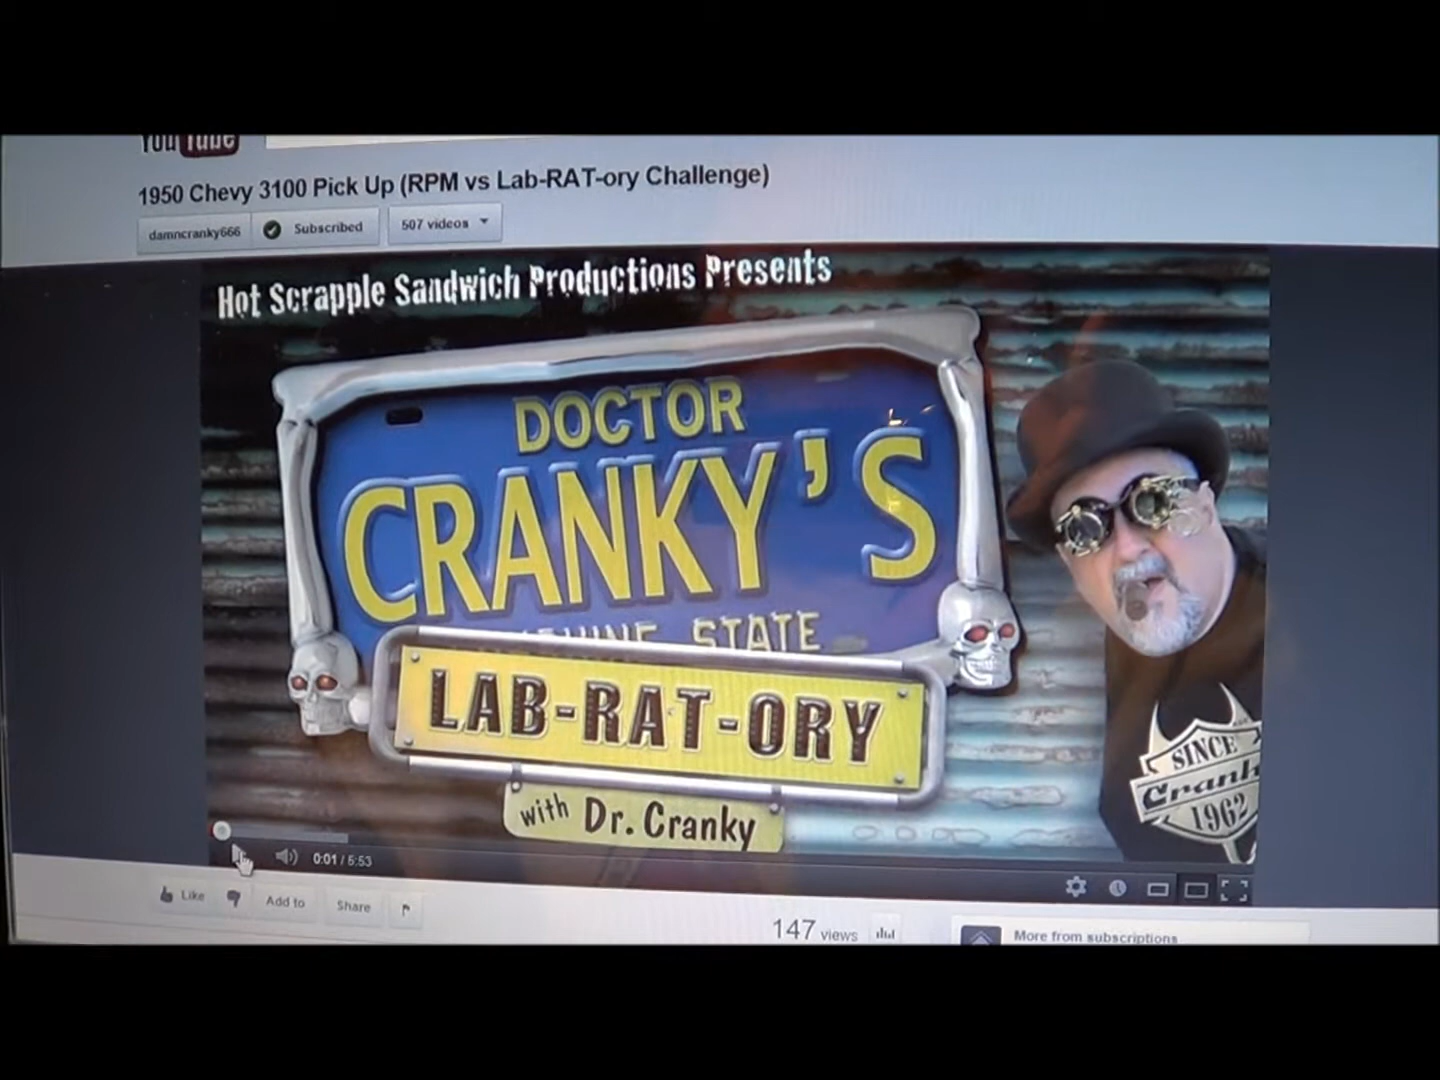 YouTube
1950 Chevy 3100 Pick Up (RPM vs Lab-RAT-ory Challenge)
damncranky666 Subscribed 507 videos
Hot Scrapple Sandwich Productions Presents
DOCTOR
CRANKY'S
STATE
LAB-RAT-ORY
with Dr. Cranky
SINCE
Crank
1962
0:01 / 5:53
Like Add to Share
147 views
More from subscriptions